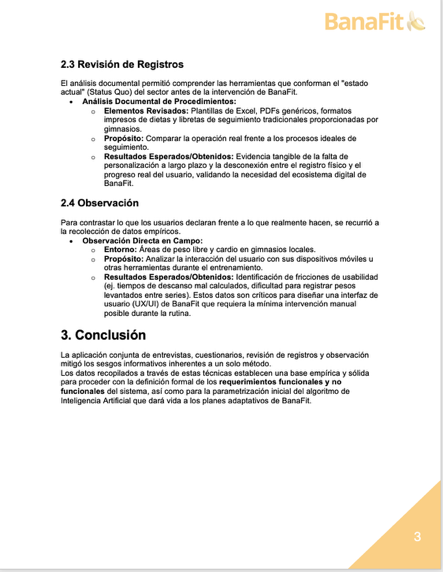 BanaFit
2.3 Revisión de Registros
El análisis documental permitió comprender las herramientas que conforman el "estado
actual" (Status Quo) del sector antes de la intervención de BanaFit.
• Análisis Documental de Procedimientos:
o Elementos Revisados: Plantillas de Excel, PDFs genéricos, formatos
impresos de dietas y libretas de seguimiento tradicionales proporcionadas por
gimnasios.
o Propósito: Comparar la operación real frente a los procesos ideales de
seguimiento.
o Resultados Esperados/Obtenidos: Evidencia tangible de la falta de
personalización a largo plazo y la desconexión entre el registro físico y el
progreso real del usuario, validando la necesidad del ecosistema digital de
BanaFit.
2.4 Observación
Para contrastar lo que los usuarios declaran frente a lo que realmente hacen, se recurrió a
la recolección de datos empíricos.
• Observación Directa en Campo:
o Entorno: Áreas de peso libre y cardio en gimnasios locales.
o Propósito: Analizar la interacción del usuario con sus dispositivos móviles u
otras herramientas durante el entrenamiento.
o Resultados Esperados/Obtenidos: Identificación de fricciones de usabilidad
(ej. tiempos de descanso mal calculados, dificultad para registrar pesos
levantados entre series). Estos datos son críticos para diseñar una interfaz de
usuario (UX/UI) de BanaFit que requiera la mínima intervención manual
posible durante la rutina.
3. Conclusión
La aplicación conjunta de entrevistas, cuestionarios, revisión de registros y observación
mitigó los sesgos informativos inherentes a un solo método.
Los datos recopilados a través de estas técnicas establecen una base empírica y sólida
para proceder con la definición formal de los requerimientos funcionales y no
funcionales del sistema, así como para la parametrización inicial del algoritmo de
Inteligencia Artificial que dará vida a los planes adaptativos de BanaFit.
3